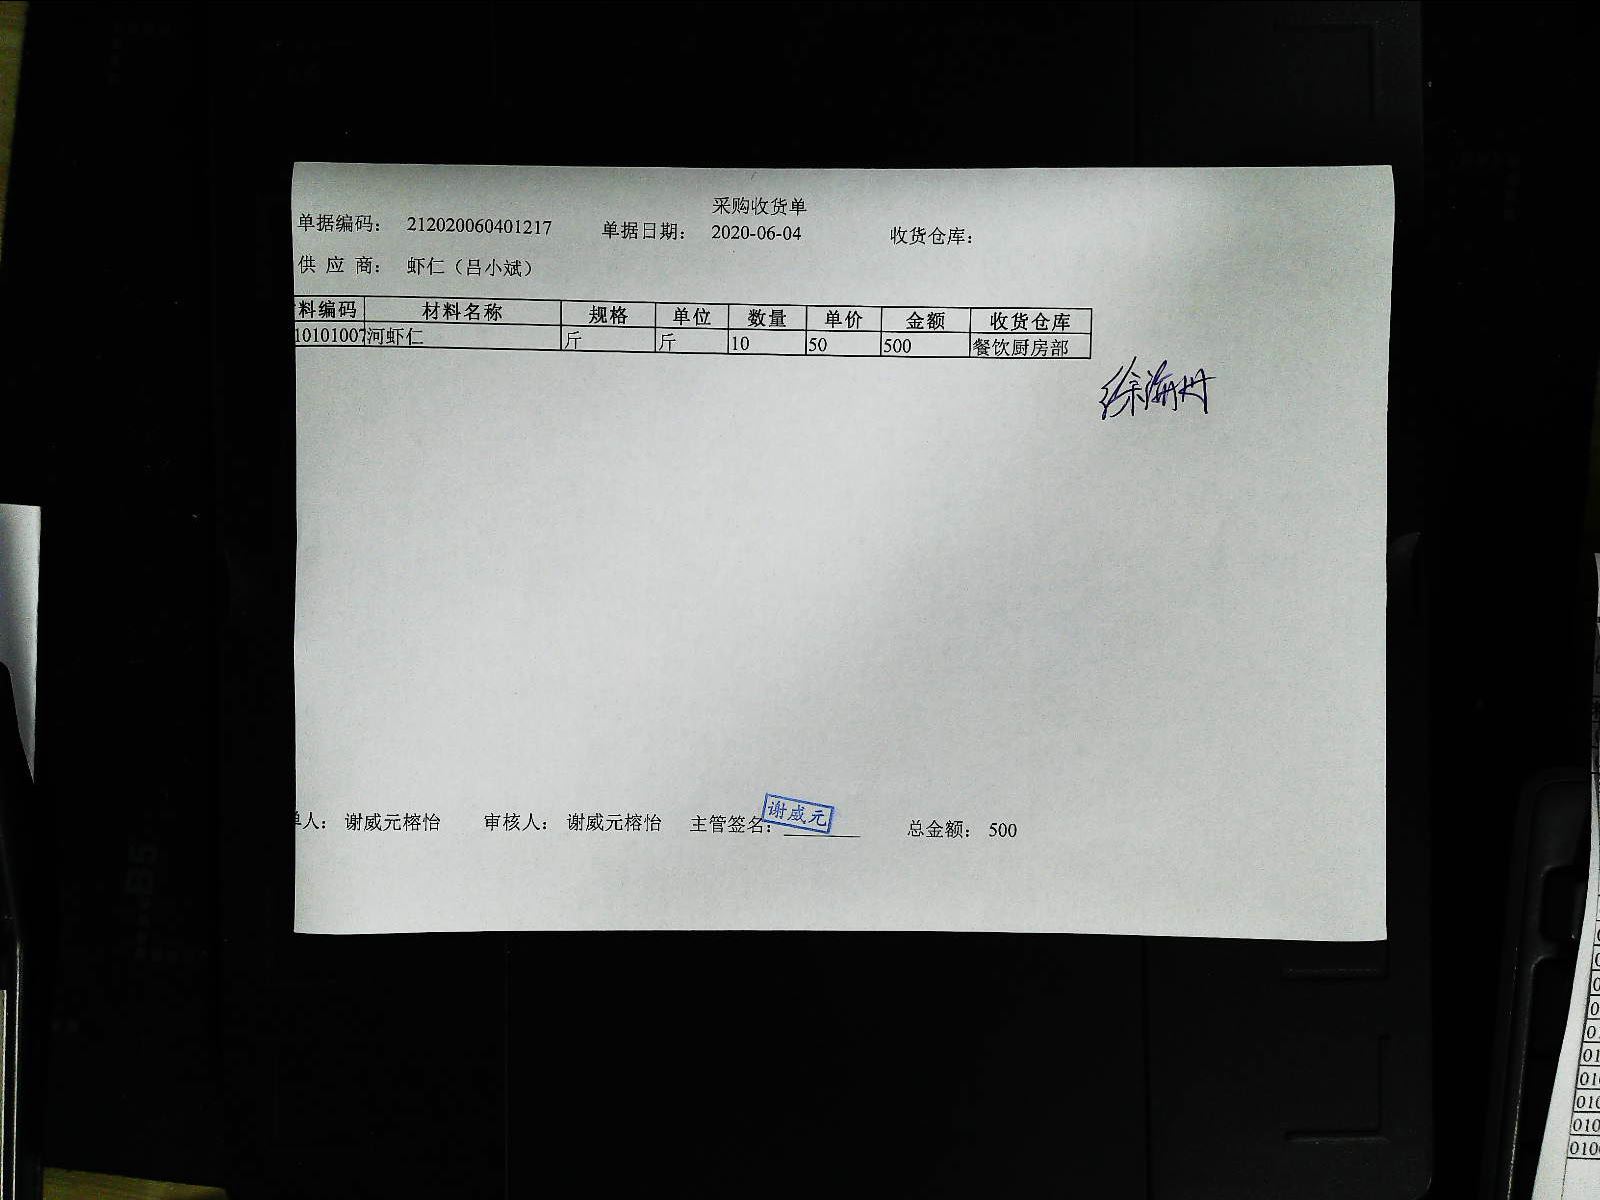 采购收货单
单据编码： 212020060401217 单据日期： 2020-06-04 收货仓库：
供 应 商： 虾仁（吕小斌）
料编码 材料名称 规格 单位 数量 单价 金额 收货仓库
10101007 河虾仁 斤 斤 10 50 500 餐饮厨房部
单人： 谢威元榕怡 审核人： 谢威元榕怡 主管签名： 谢威元 总金额： 500